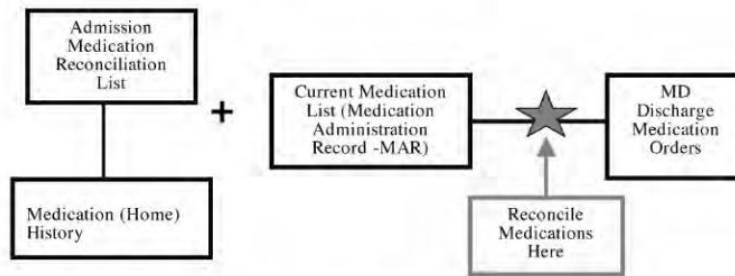 Admission
Medication
Reconciliation
List
+
Current Medication
List (Medication
Administration
Record -MAR)
MD
Discharge
Medication
Orders
Medication (Home)
History
Reconcile
Medications
Here